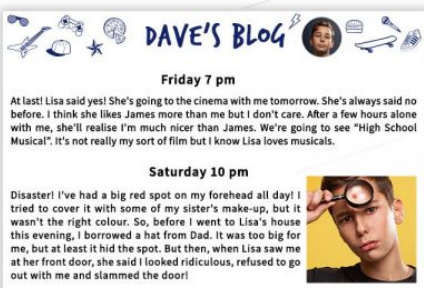 DAVE'S BLOG
Friday 7 pm
At last! Lisa said yes! She's going to the cinema with me tomorrow. She's always said no
before. I think she likes James more than me but I don't care. After a few hours alone
with me, she'll realise I'm much nicer than James. We're going to see "High School
Musical". It's not really my sort of film but I know Lisa loves musicals.
Saturday 10 pm
Disaster! I've had a big red spot on my forehead all day! I
tried to cover it with some of my sister's make-up, but it
wasn't the right colour. So, before I went to Lisa's house
this evening, I borrowed a hat from Dad. It was too big for
me, but at least it hid the spot. But then, when Lisa saw me
at her front door, she said I looked ridiculous, refused to go
out with me and slammed the door!